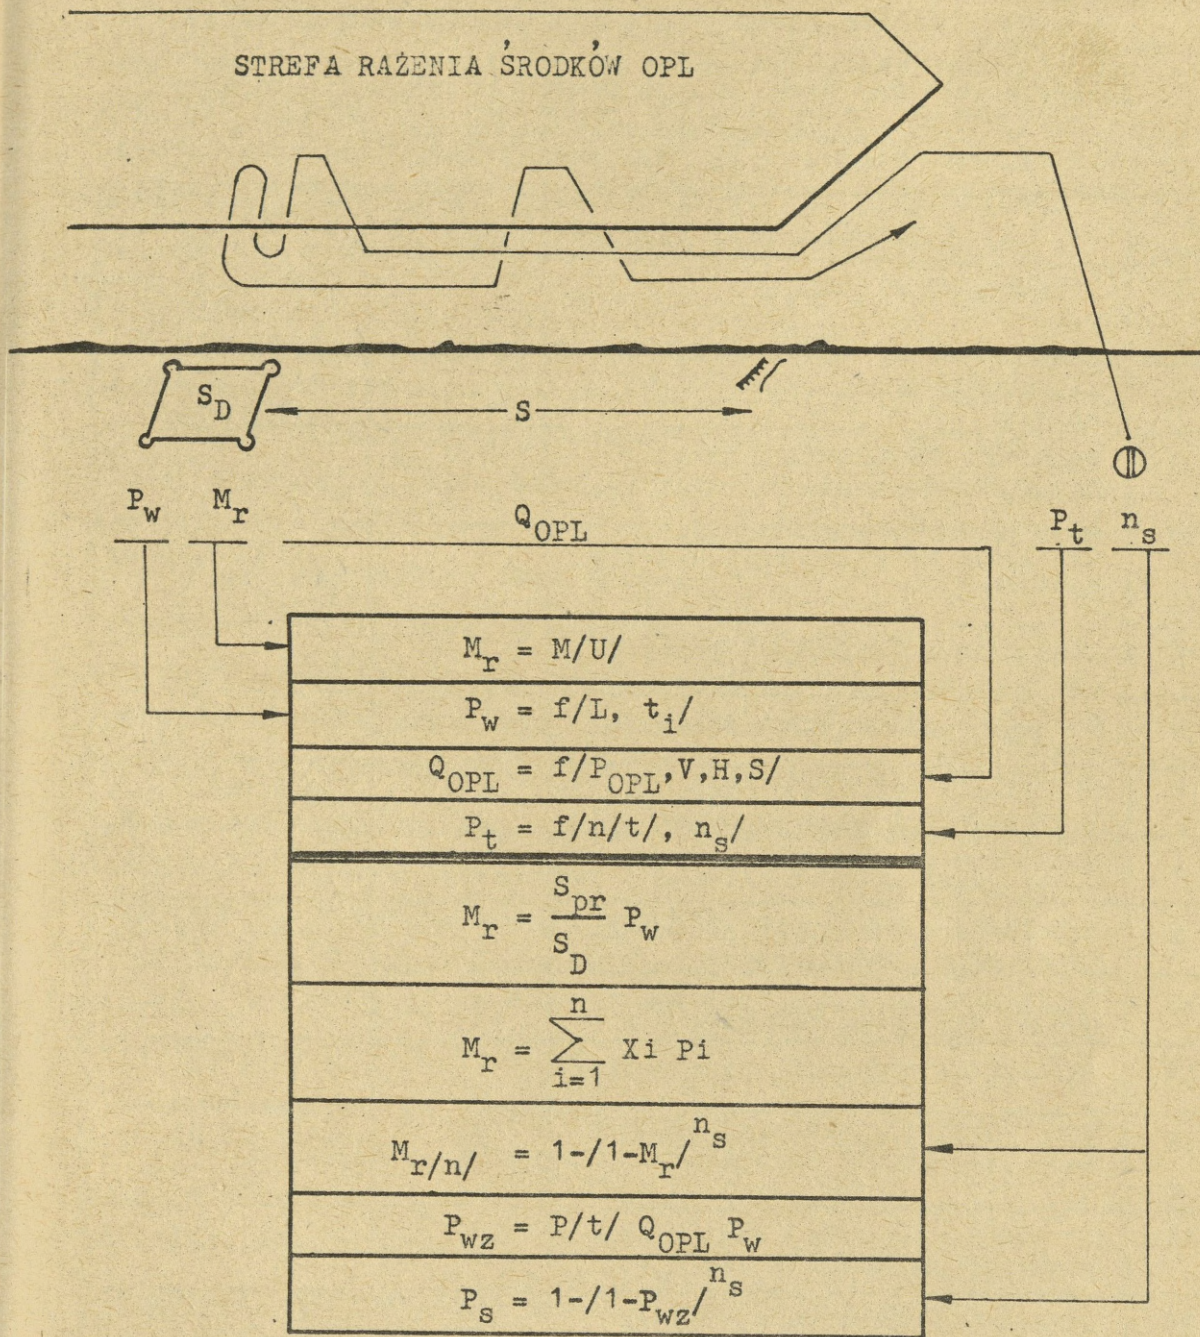 STREFA RAŻENIA ŚRODKÓW OPL
S_D
S
P_w M_r Q_OPL P_t n_s
M_r = M/U/
P_w = f/L, t_i/
Q_OPL = f/P_OPL,V,H,S/
P_t = f/n/t/, n_s/
M_r = S_pr/S_D P_w
M_r = ∑_{i=1}^{n} Xi Pi
M_r/n/ = 1-/1-M_r/^{n_s}
P_wz = P/t/ Q_OPL P_w
P_s = 1-/1-P_wz/^{n_s}